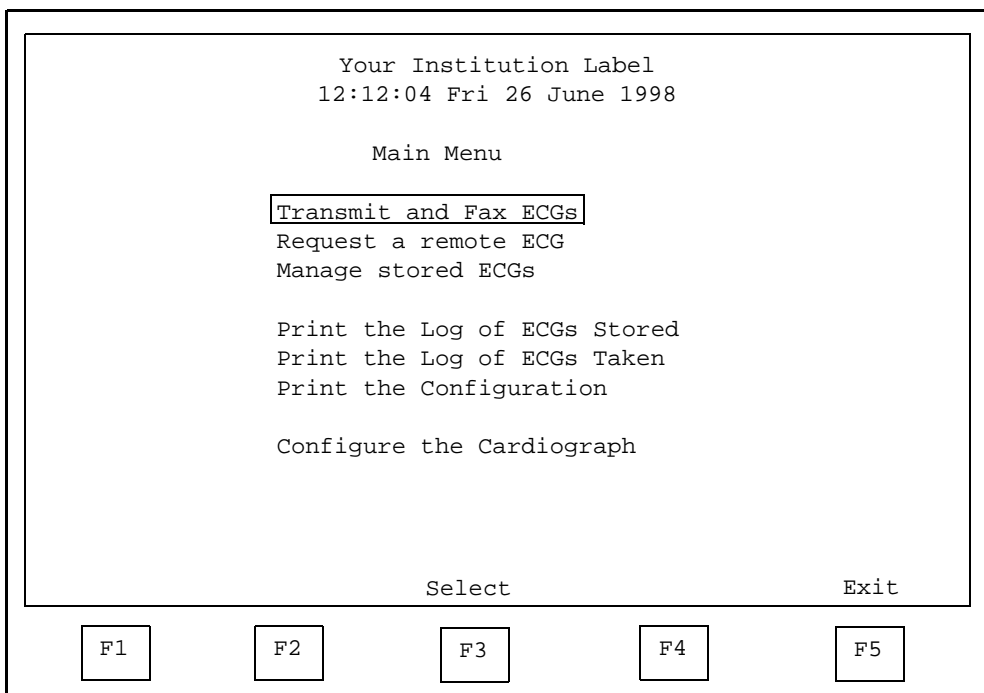 Your Institution Label
12:12:04 Fri 26 June 1998
Main Menu
Transmit and Fax ECGs
Request a remote ECG
Manage stored ECGs
Print the Log of ECGs Stored
Print the Log of ECGs Taken
Print the Configuration
Configure the Cardiograph
Select Exit
F1 F2 F3 F4 F5